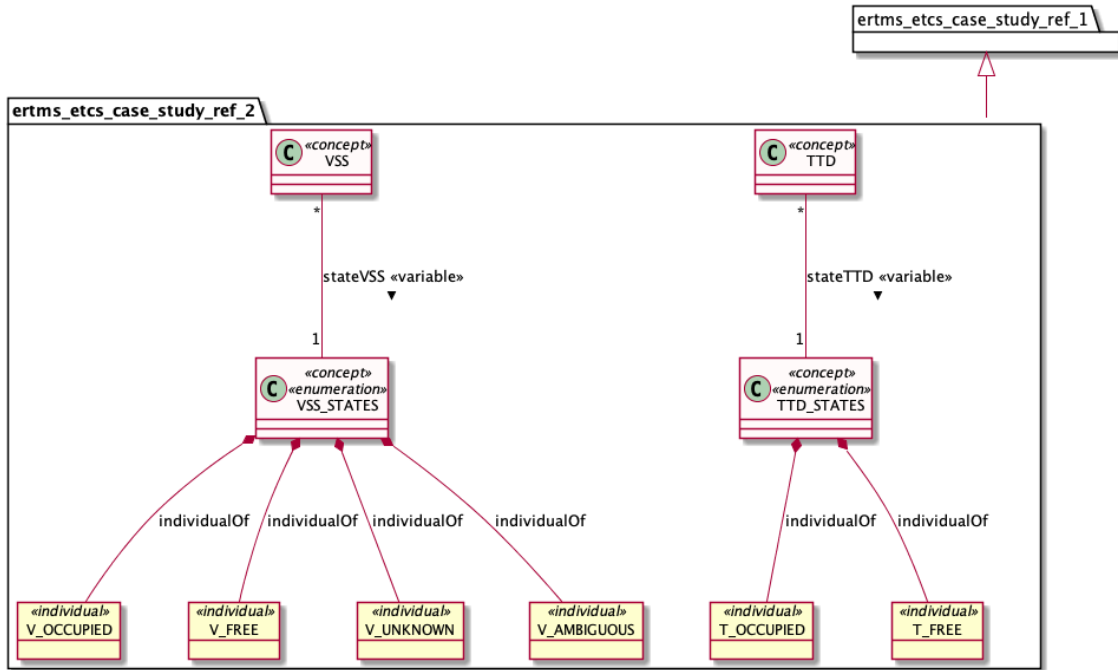 ertms_etcs_case_study_ref_1
ertms_etcs_case_study_ref_2
C «concept»
VSS
C «concept»
TTD
*
*
stateVSS «variable»
▼
stateTTD «variable»
▼
1
1
C «concept»
«enumeration»
VSS_STATES
C «concept»
«enumeration»
TTD_STATES
individualOf
individualOf
individualOf
individualOf
individualOf
individualOf
«individual»
V_OCCUPIED
«individual»
V_FREE
«individual»
V_UNKNOWN
«individual»
V_AMBIGUOUS
«individual»
T_OCCUPIED
«individual»
T_FREE